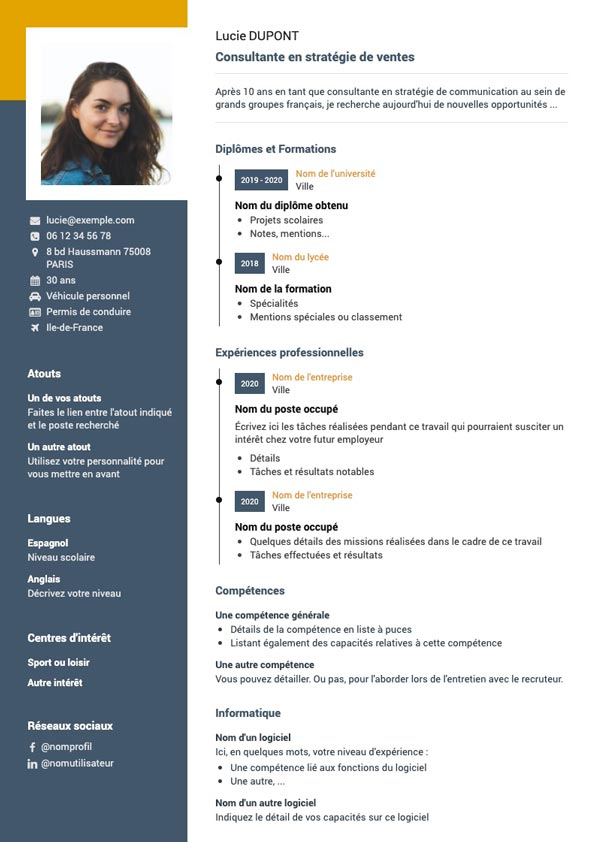 lucie@exemple.com
06 12 34 56 78
8 bd Haussmann 75008
PARIS
30 ans
Véhicule personnel
Permis de conduire
Ile-de-France
Atouts
Un de vos atouts
Faites le lien entre l'atout indiqué
et le poste recherché
Un autre atout
Utilisez votre personnalité pour
vous mettre en avant
Langues
Espagnol
Niveau scolaire
Anglais
Décrivez votre niveau
Centres d'intérêt
Sport ou loisir
Autre intérêt
Réseaux sociaux
@nomprofil
@nomutilisateur
Lucie DUPONT
Consultante en stratégie de ventes
Après 10 ans en tant que consultante en stratégie de communication au sein de
grands groupes français, je recherche aujourd'hui de nouvelles opportunités ...
Diplômes et Formations
2019 - 2020 Nom de l'université
Ville
Nom du diplôme obtenu
• Projets scolaires
• Notes, mentions...
2018 Nom du lycée
Ville
Nom de la formation
• Spécialités
• Mentions spéciales ou classement
Expériences professionnelles
2020 Nom de l'entreprise
Ville
Nom du poste occupé
Écrivez ici les tâches réalisées pendant ce travail qui pourraient susciter un
intérêt chez votre futur employeur
• Détails
• Tâches et résultats notables
2020 Nom de l'entreprise
Ville
Nom du poste occupé
• Quelques détails des missions réalisées dans le cadre de ce travail
• Tâches effectuées et résultats
Compétences
Une compétence générale
• Détails de la compétence en liste à puces
• Listant également des capacités relatives à cette compétence
Une autre compétence
Vous pouvez détailler. Ou pas, pour l'aborder lors de l'entretien avec le recruteur.
Informatique
Nom d'un logiciel
Ici, en quelques mots, votre niveau d'expérience :
• Une compétence lié aux fonctions du logiciel
• Une autre, ...
Nom d'un autre logiciel
Indiquez le détail de vos capacités sur ce logiciel